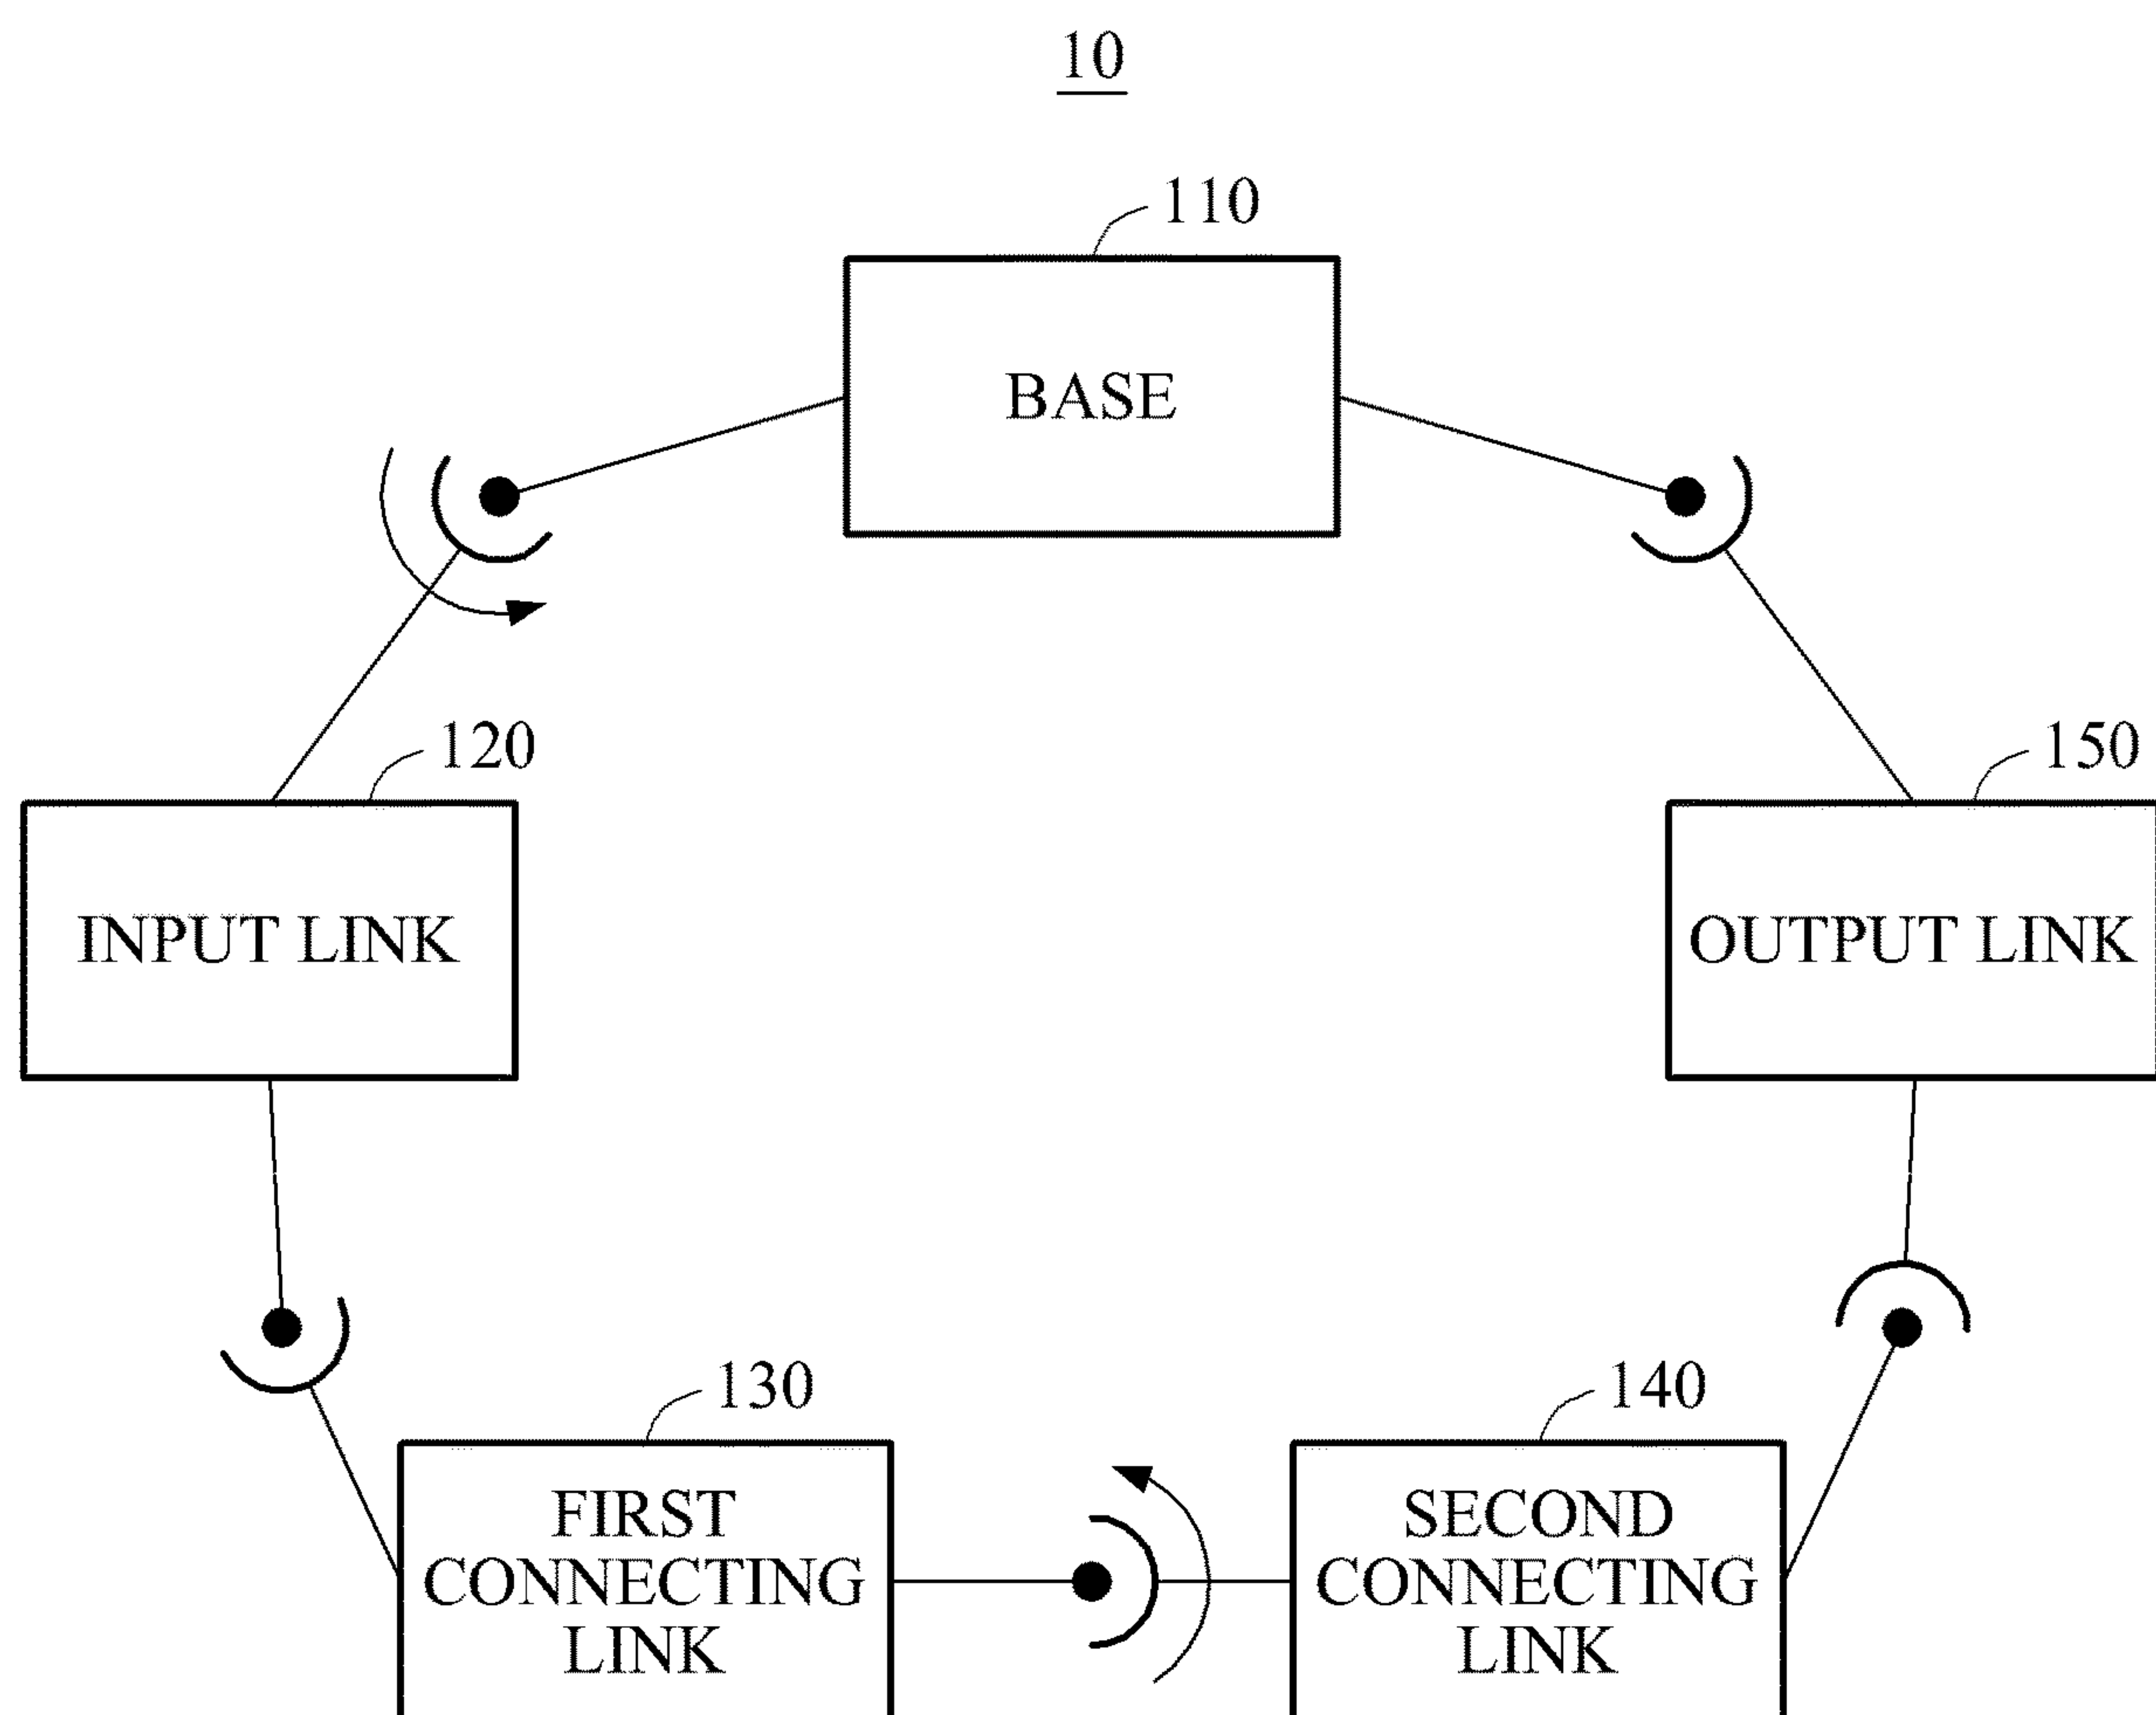 10
110
BASE
120
150
INPUT LINK
OUTPUT LINK
130
140
FIRST
CONNECTING
LINK
SECOND
CONNECTING
LINK